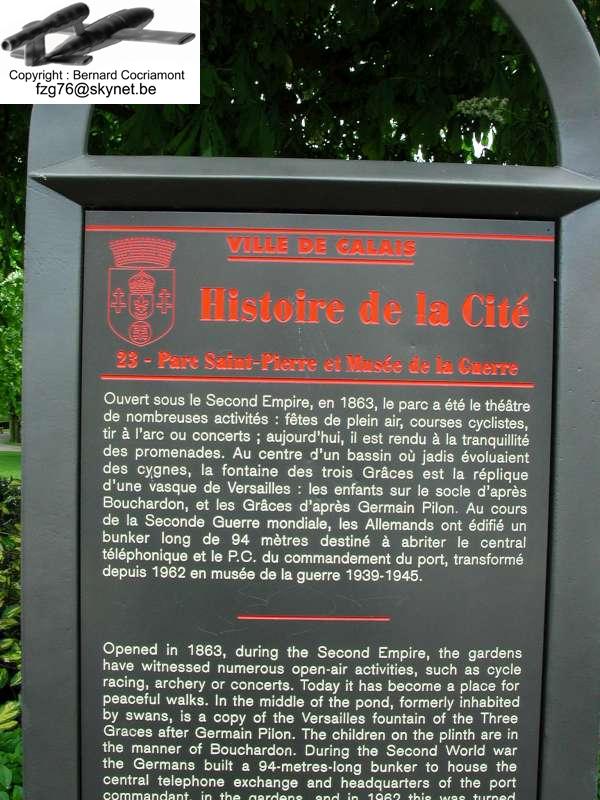 Copyright : Bernard Cocriamont
fzg76@skynet.be
VILLE DE CALAIS
Histoire de la Cité
23 - Parc Saint-Pierre et Musée de la Guerre
Ouvert sous le Second Empire, en 1863, le parc a été le théâtre
de nombreuses activités : fêtes de plein air, courses cyclistes,
tir à l'arc ou concerts ; aujourd'hui, il est rendu à la tranquillité
des promenades. Au centre d'un bassin où jadis évoluaient
des cygnes, la fontaine des trois Grâces est la réplique
d'une vasque de Versailles : les enfants sur le socle d'après
Bouchardon, et les Grâces d'après Germain Pilon. Au cours
de la Seconde Guerre mondiale, les Allemands ont édifié un
bunker long de 94 mètres destiné à abriter le central
téléphonique et le P.C. du commandement du port, transformé
depuis 1962 en musée de la guerre 1939-1945.
Opened in 1863, during the Second Empire, the gardens
have witnessed numerous open-air activities, such as cycle
racing, archery or concerts. Today it has become a place for
peaceful walks. In the middle of the pond, formerly inhabited
by swans, is a copy of the Versailles fountain of the Three
Graces after Germain Pilon. The children on the plinth are in
the manner of Bouchardon. During the Second World war
the Germans built a 94-metres-long bunker to house the
central telephone exchange and headquarters of the port
commandant, in the gardens, and in 1962 this was turned